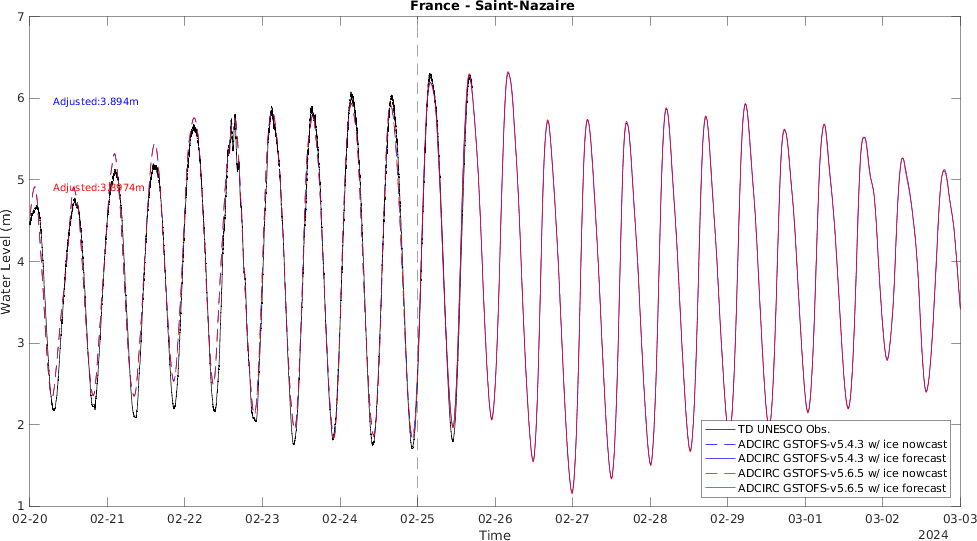 France - Saint-Nazaire
7
6
5
4
3
2
1
Water Level (m)
Adjusted:3.894m
Adjusted:3.8974m
TD UNESCO Obs.
ADCIRC GSTOFS-v5.4.3 w/ ice nowcast
ADCIRC GSTOFS-v5.4.3 w/ ice forecast
ADCIRC GSTOFS-v5.6.5 w/ ice nowcast
ADCIRC GSTOFS-v5.6.5 w/ ice forecast
02-20 02-21 02-22 02-23 02-24 02-25 02-26 02-27 02-28 02-29 03-01 03-02 03-03
Time
2024